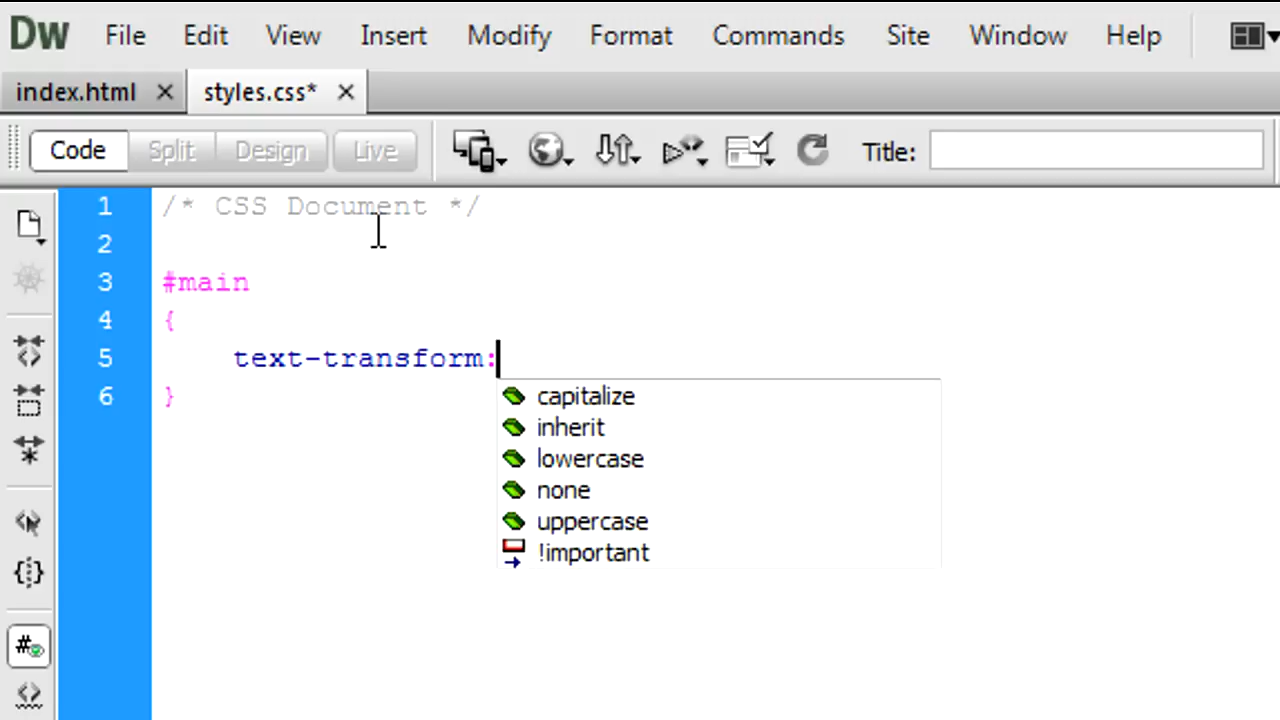 Dw File Edit View Insert Modify Format Commands Site Window Help
index.html styles.css*
Code Split Design Live Title:
1 /* CSS Document */
2
3 #main
4 {
5 text-transform:
6 }
capitalize
inherit
lowercase
none
uppercase
!important